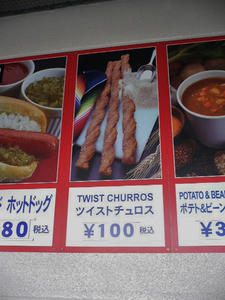 ド ホットドッグ
80 税込
TWIST CHURROS
ツイストチュロス
¥100 税込
POTATO & BEA
ポテト&ビーン
¥3